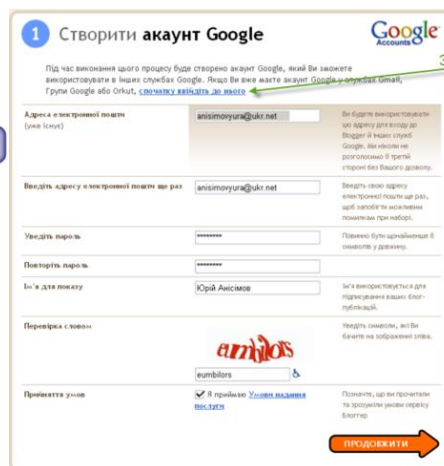 1 Створити акаунт Google
Google
Accounts
3
Під час виконання цього процесу буде створено акаунт Google, який Ви зможете
використовувати в інших службах Google. Якщо Ви вже маєте акаунт Google у службах Gmail,
Групи Google або Orkut, спочатку ввійдіть до нього
Адреса електронної пошти
(уже існує)
anisimovyura@ukr.net
Ви будете використовувати
цю адресу для входу до
Blogger й інших служб
Google. Ми ніколи не
розголосимо її третій
стороні без Вашого дозволу.
Введіть адресу електронної пошти ще раз
anisimovyura@ukr.net
Введіть свою адресу
електронної пошти ще раз,
щоб запобігти можливим
помилкам при наборі.
Уведіть пароль
********
Повинно бути щонайменше 8
символів у довжину.
Повторіть пароль
********
Ім'я для показу
Юрій Анісімов
Ім'я використовується для
підписування ваших блог-
публікацій.
Перевірка словом
eumbilors
eumbilors
Уведіть символи, які Ви
бачите на зображенні зліва.
Прийняття умов
Я приймаю Умови надання
послуги
Позначте, що ви прочитали
та зрозуміли умови сервісу
Блоггер
ПРОДОВЖИТИ